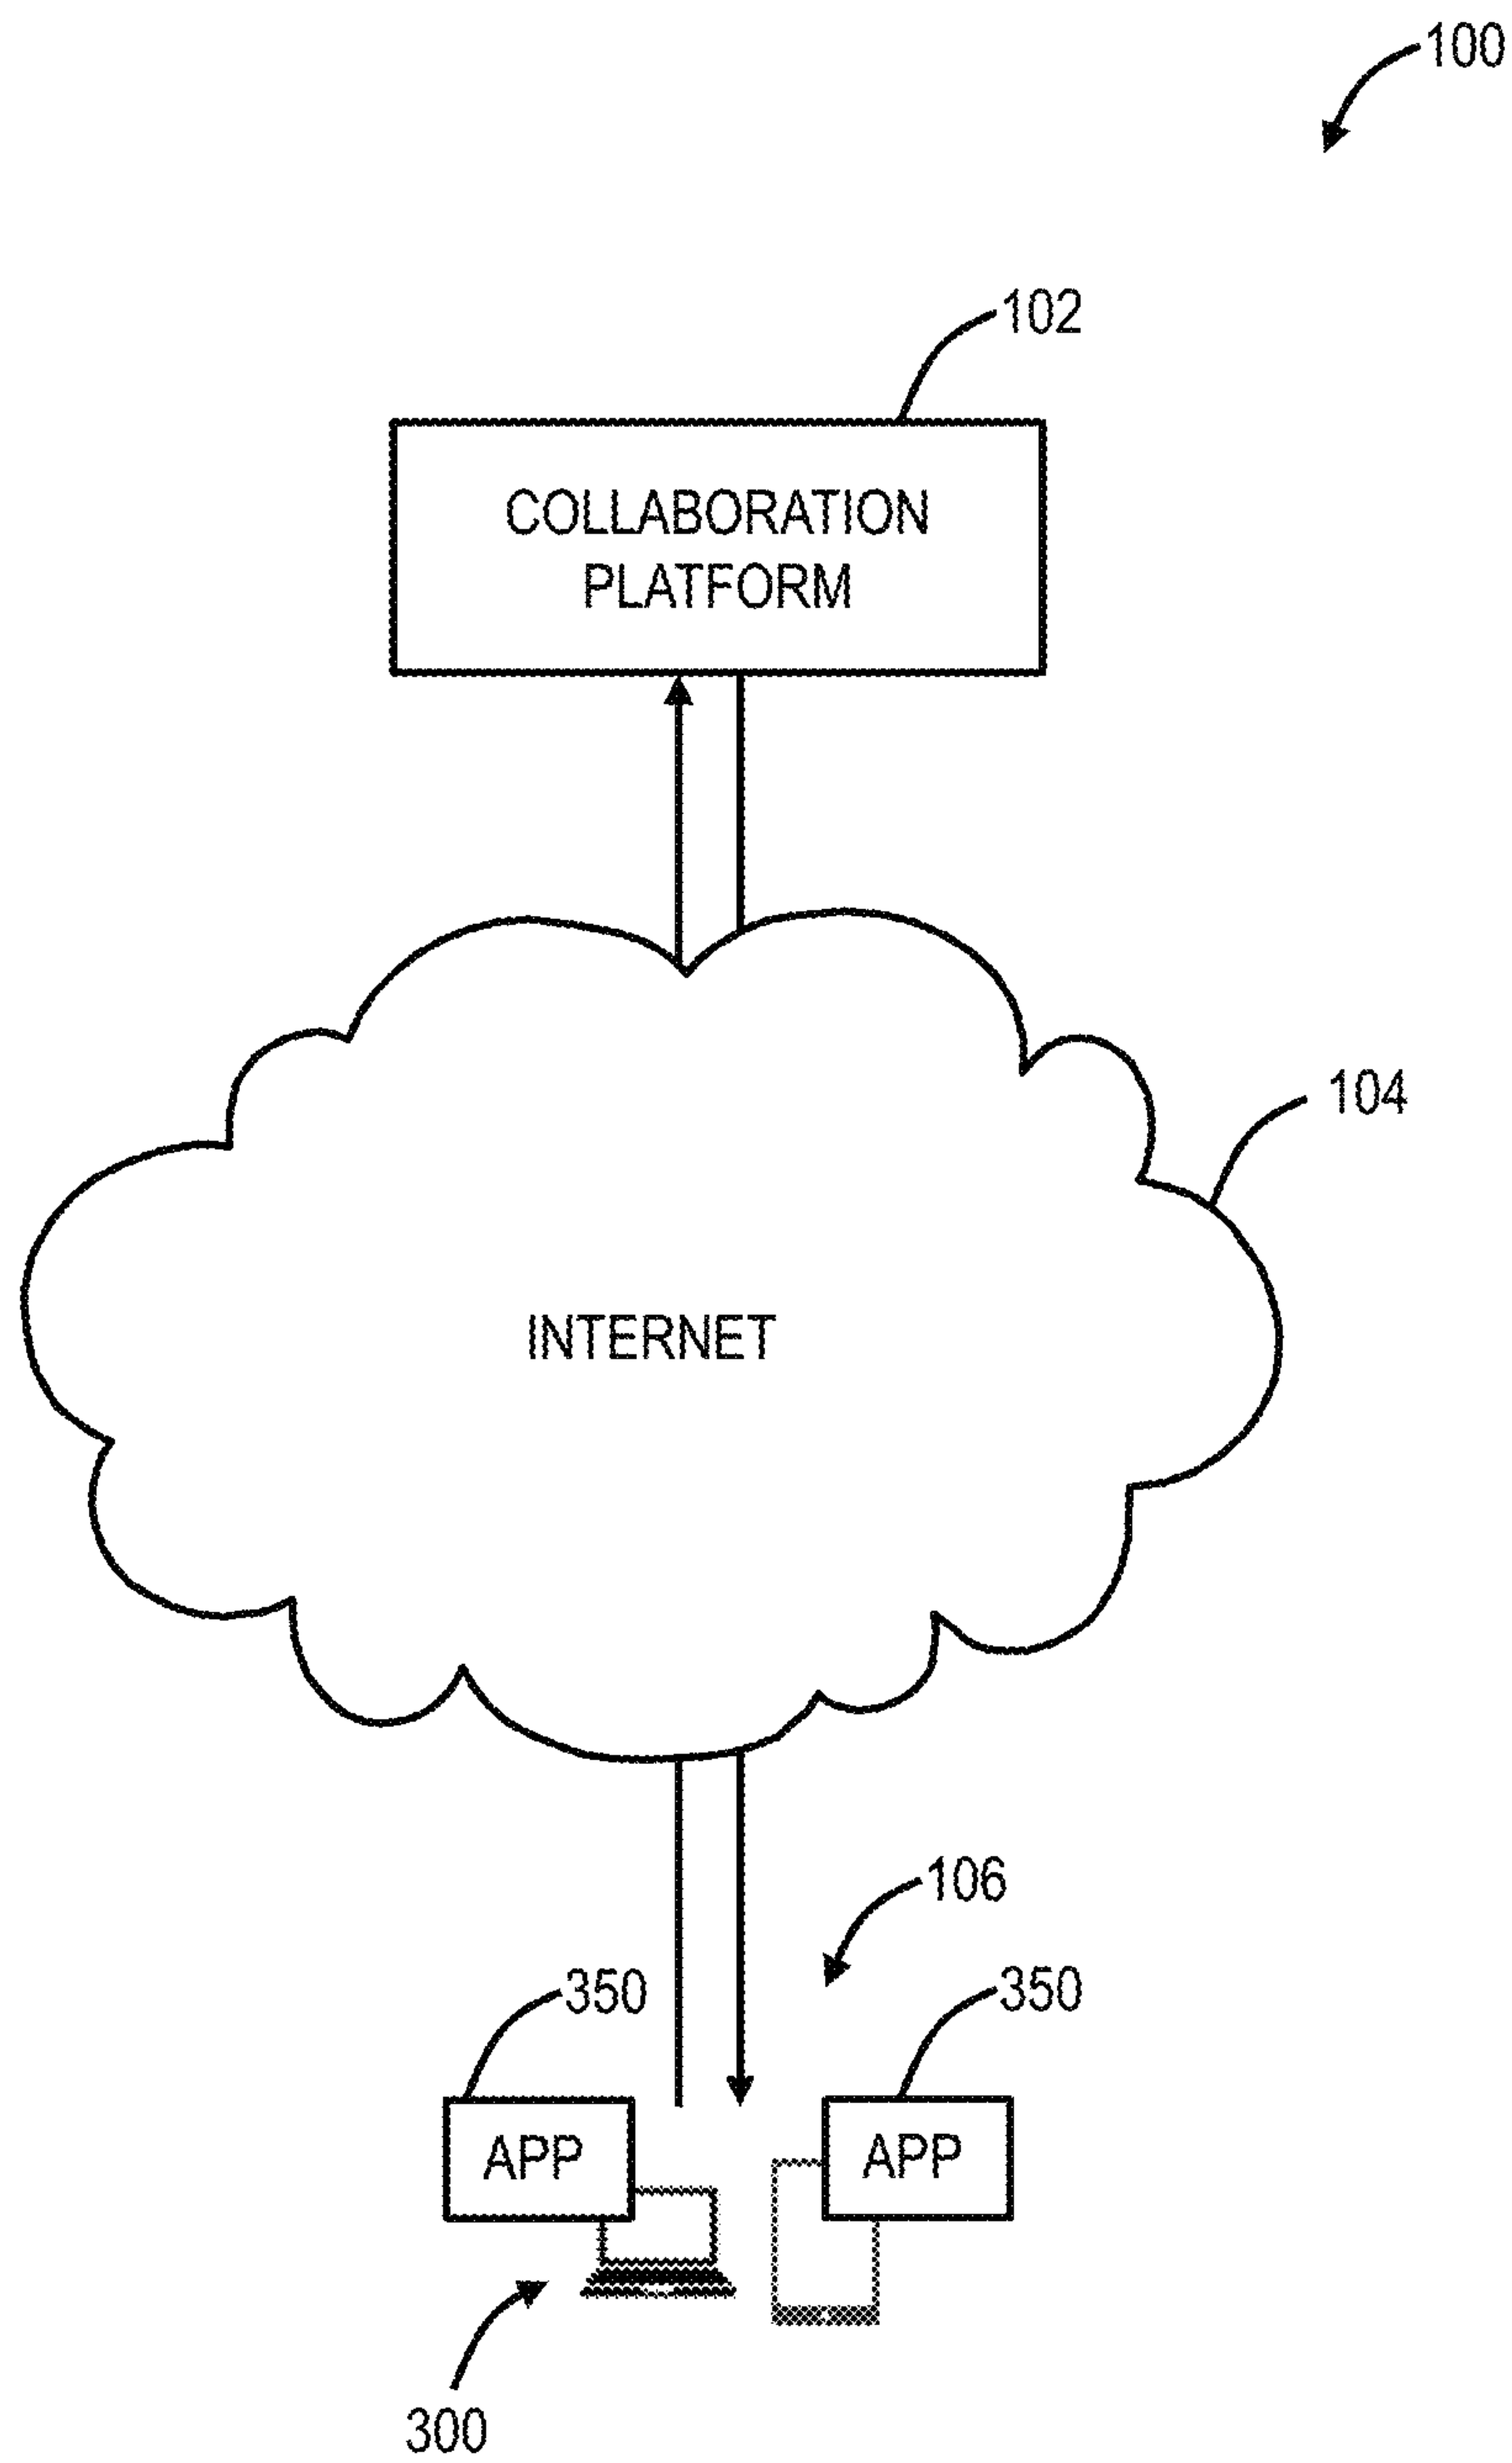 100
102
COLLABORATION
PLATFORM
104
INTERNET
106
350
350
APP
APP
300